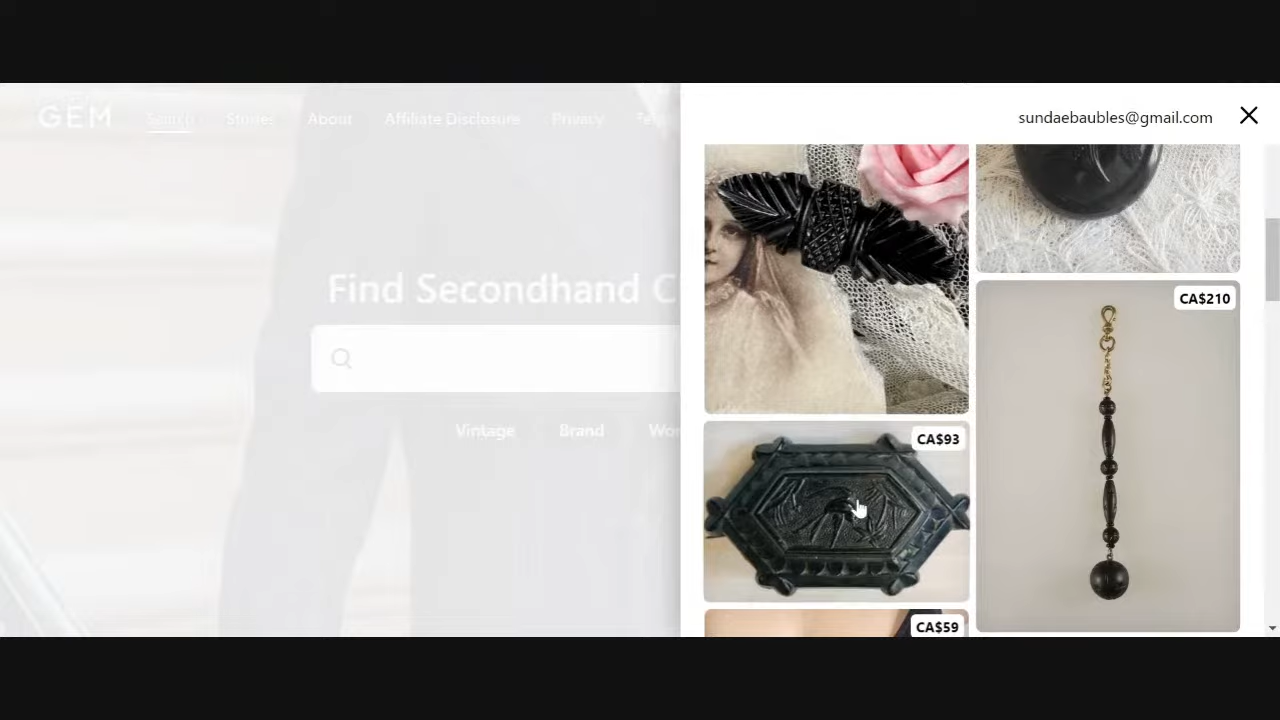 GEM
Search
Stories
About
Affiliate Disclosure
Privacy
sundaebaubles@gmail.com
Find Secondhand C
Vintage
Brand
CA$210
CA$93
CA$59